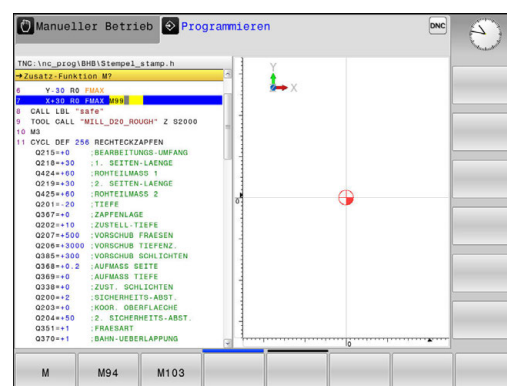 Manueller Betrieb
Programmieren
DNC
TNC:\nc_prog\BHB\Stempel_stamp.h
→Zusatz-Funktion M?
6 Y-30 R0 FMAX
7 X+30 R0 FMAX M99
8 CALL LBL "safe"
9 TOOL CALL "MILL_D20_ROUGH" Z S2000
10 M3
11 CYCL DEF 256 RECHTECKZAPFEN
Q215=+0 ;BEARBEITUNGS-UMFANG
Q218=+30 ;1. SEITEN-LAENGE
Q424=+60 ;ROHTEILMASS 1
Q219=+30 ;2. SEITEN-LAENGE
Q425=+60 ;ROHTEILMASS 2
Q201=-20 ;TIEFE
Q367=+0 ;ZAPFENLAGE
Q202=+10 ;ZUSTELL-TIEFE
Q207=+500 ;VORSCHUB FRAESEN
Q206=+3000 ;VORSCHUB TIEFENZ.
Q385=+300 ;VORSCHUB SCHLICHTEN
Q368=+0.2 ;AUFMASS SEITE
Q369=+0 ;AUFMASS TIEFE
Q338=+0 ;ZUST. SCHLICHTEN
Q200=+2 ;SICHERHEITS-ABST.
Q203=+0 ;KOOR. OBERFLAECHE
Q204=+50 ;2. SICHERHEITS-ABST.
Q351=+1 ;FRAESART
Q370=+1 ;BAHN-UEBERLAPPUNG
Y
X
0
0
M M94 M103